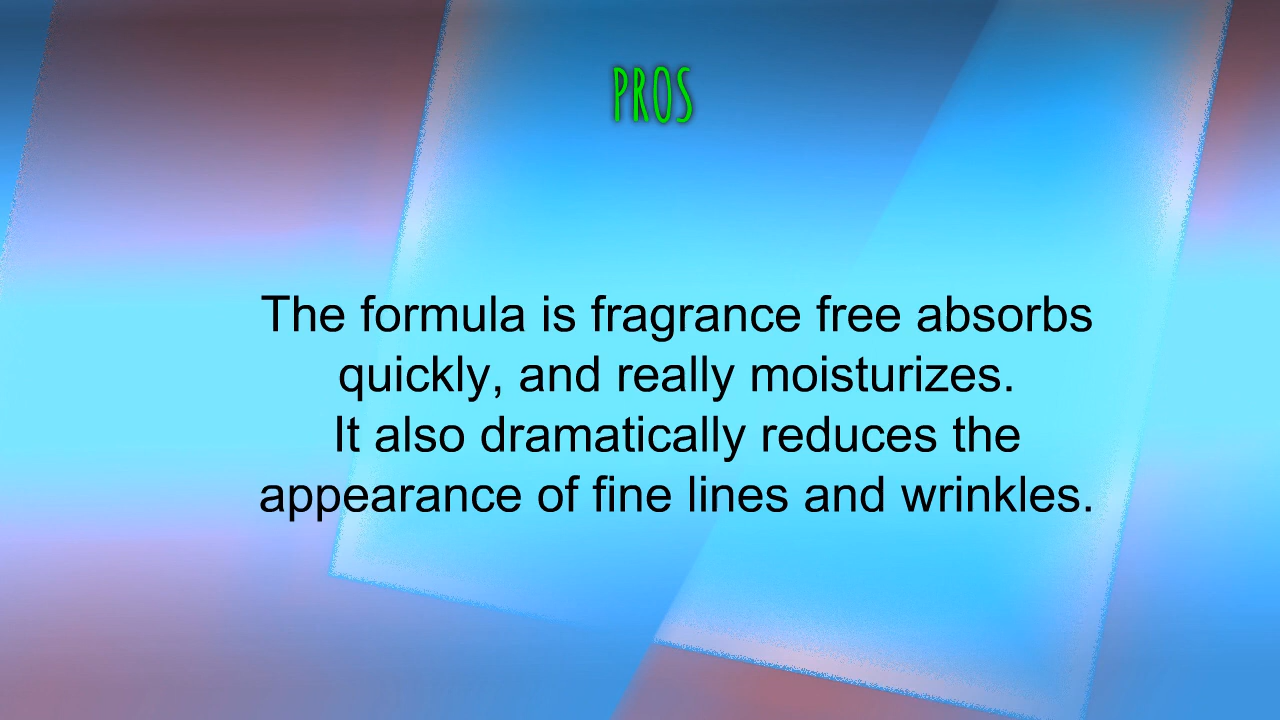 PROS
The formula is fragrance free absorbs
quickly, and really moisturizes.
It also dramatically reduces the
appearance of fine lines and wrinkles.